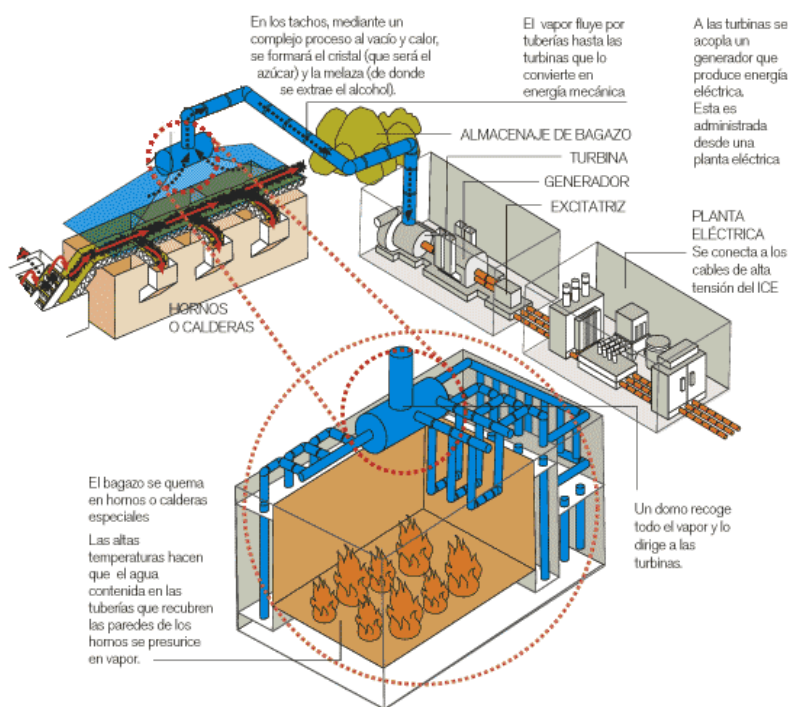 En los tachos, mediante un
complejo proceso al vacío y calor,
se formará el cristal (que será el
azúcar) y la melaza (de donde
se extrae el alcohol).
El vapor fluye por
tuberías hasta las
turbinas que lo
convierte en
energía mecánica
A las turbinas se
acopla un
generador que
produce energía
eléctrica.
Esta es
administrada
desde una
planta eléctrica
ALMACENAJE DE BAGAZO
TURBINA
GENERADOR
EXCITATRIZ
PLANTA
ELÉCTRICA
Se conecta a los
cables de alta
tensión del ICE
HORNOS
O CALDERAS
El bagazo se quema
en hornos o calderas
especiales
Las altas
temperaturas hacen
que el agua
contenida en las
tuberías que recubren
las paredes de los
hornos se presurice
en vapor.
Un domo recoge
todo el vapor y lo
dirige a las
turbinas.